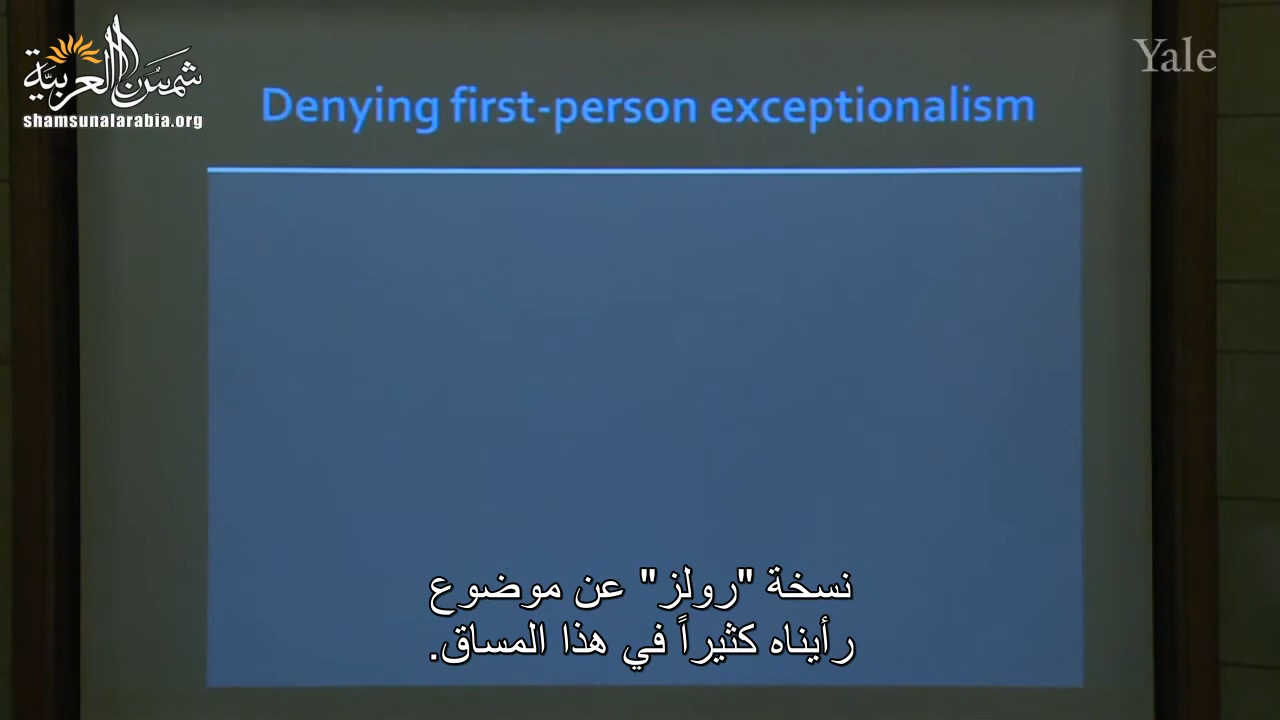 شمس العربية
shamsunalarabia.org
Yale
Denying first-person exceptionalism
نسخة "رولز" عن موضوع
رأيناه كثيراً في هذا المساق.